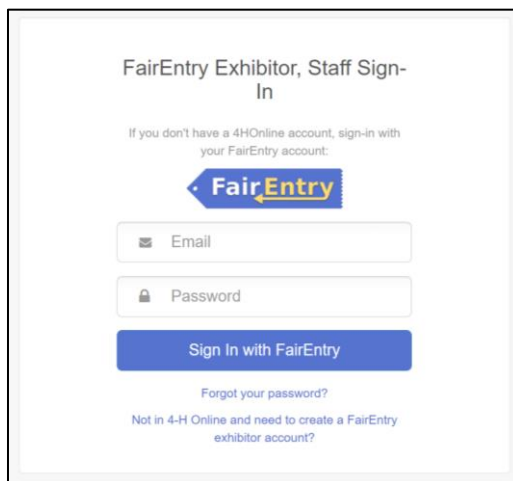 FairEntry Exhibitor, Staff Sign-
In
If you don't have a 4HOnline account, sign-in with
your FairEntry account:
FairEntry
Email
Password
Sign In with FairEntry
Forgot your password?
Not in 4-H Online and need to create a FairEntry
exhibitor account?